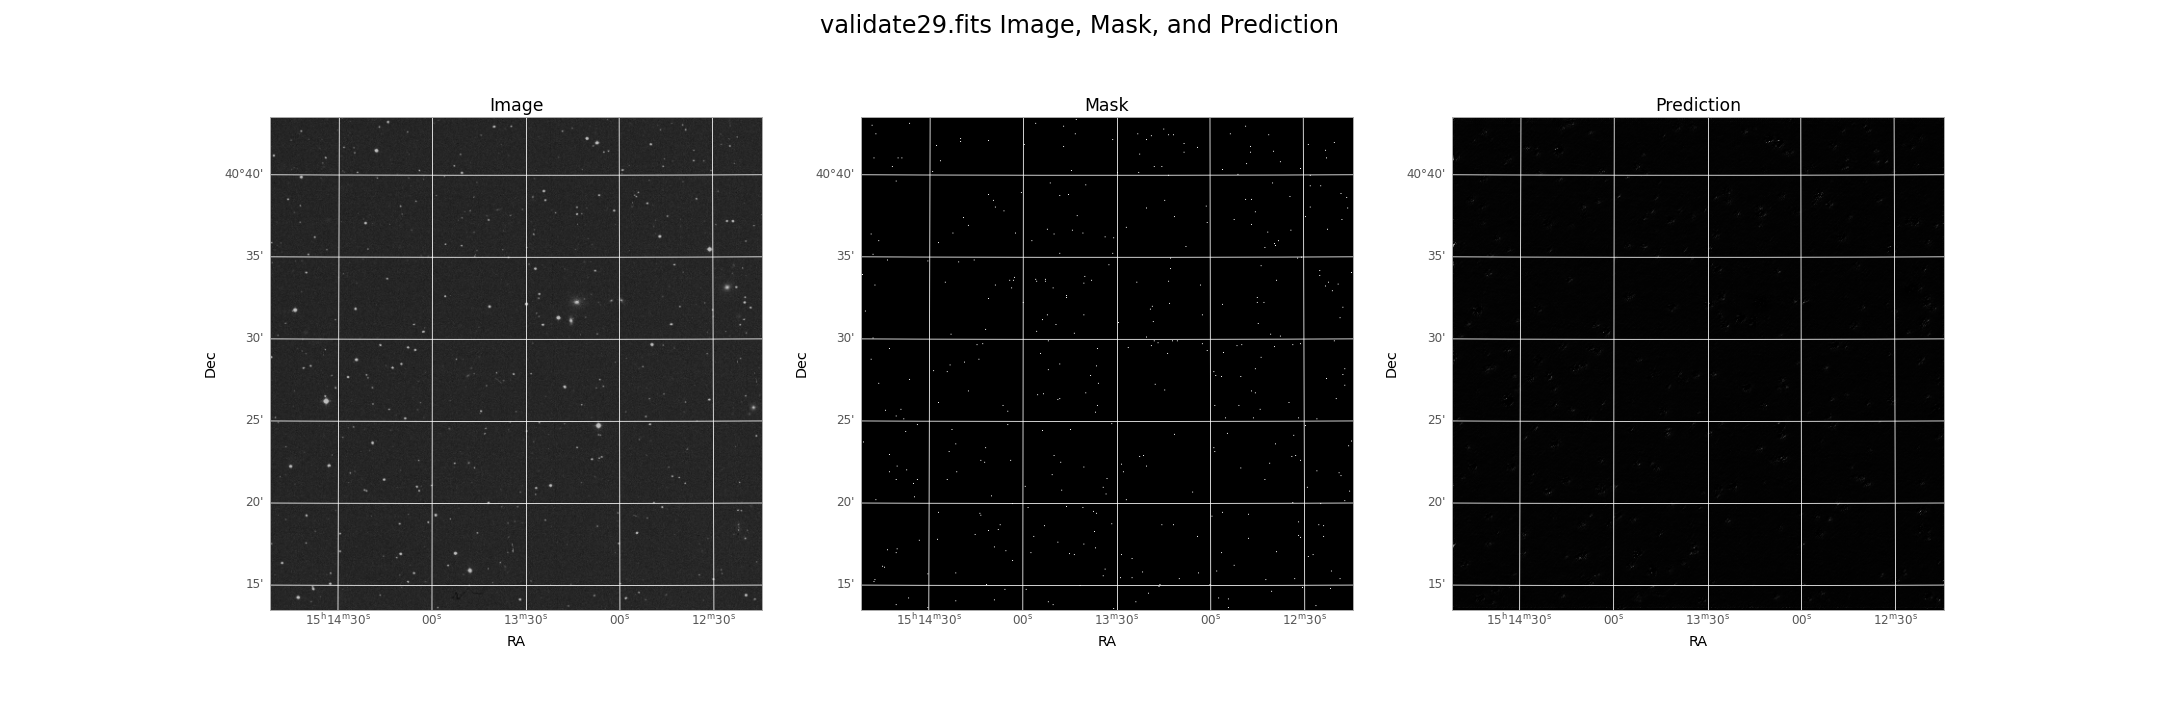 validate29.fits Image, Mask, and Prediction
Image
40°40'
35'
30'
25'
20'
15'
Dec
15ʰ14ᵐ30ˢ 00ˢ 13ᵐ30ˢ 00ˢ 12ᵐ30ˢ
RA
Mask
40°40'
35'
30'
25'
20'
15'
Dec
15ʰ14ᵐ30ˢ 00ˢ 13ᵐ30ˢ 00ˢ 12ᵐ30ˢ
RA
Prediction
40°40'
35'
30'
25'
20'
15'
Dec
15ʰ14ᵐ30ˢ 00ˢ 13ᵐ30ˢ 00ˢ 12ᵐ30ˢ
RA